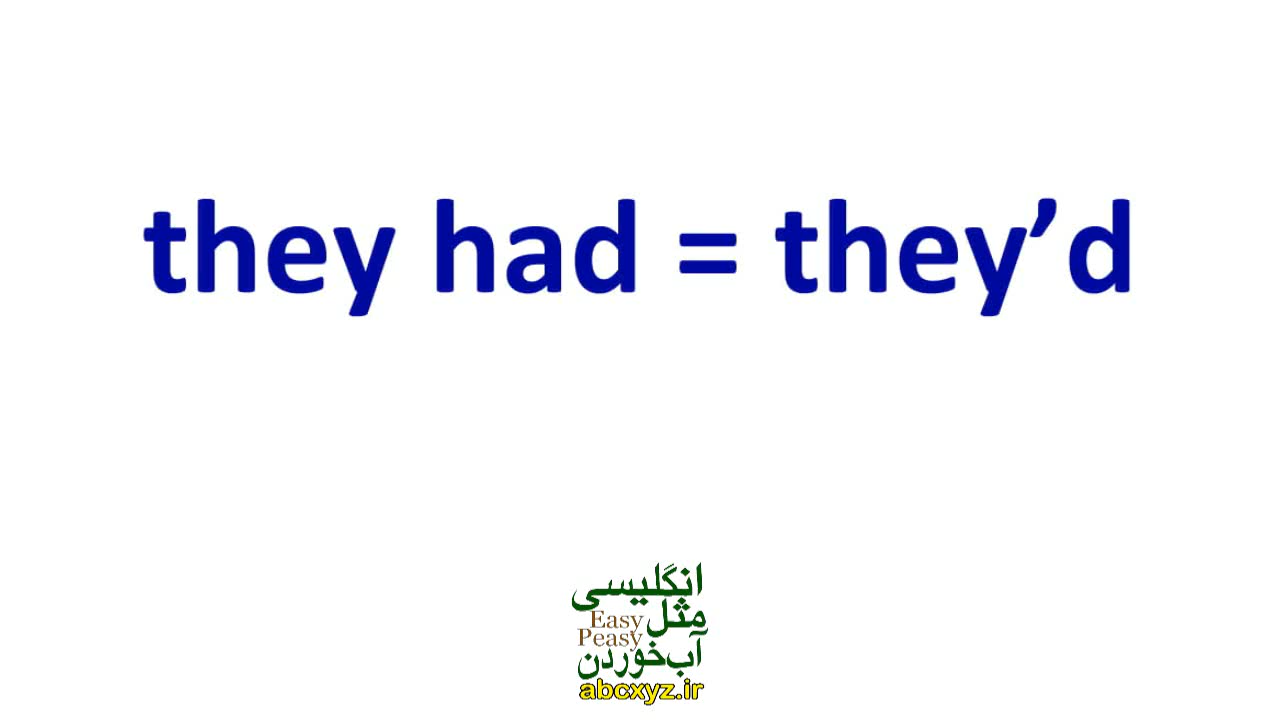 they had = they’d
انگلیسی
مثل
Easy
Peasy
آب‌خوردن
abcxyz.ir